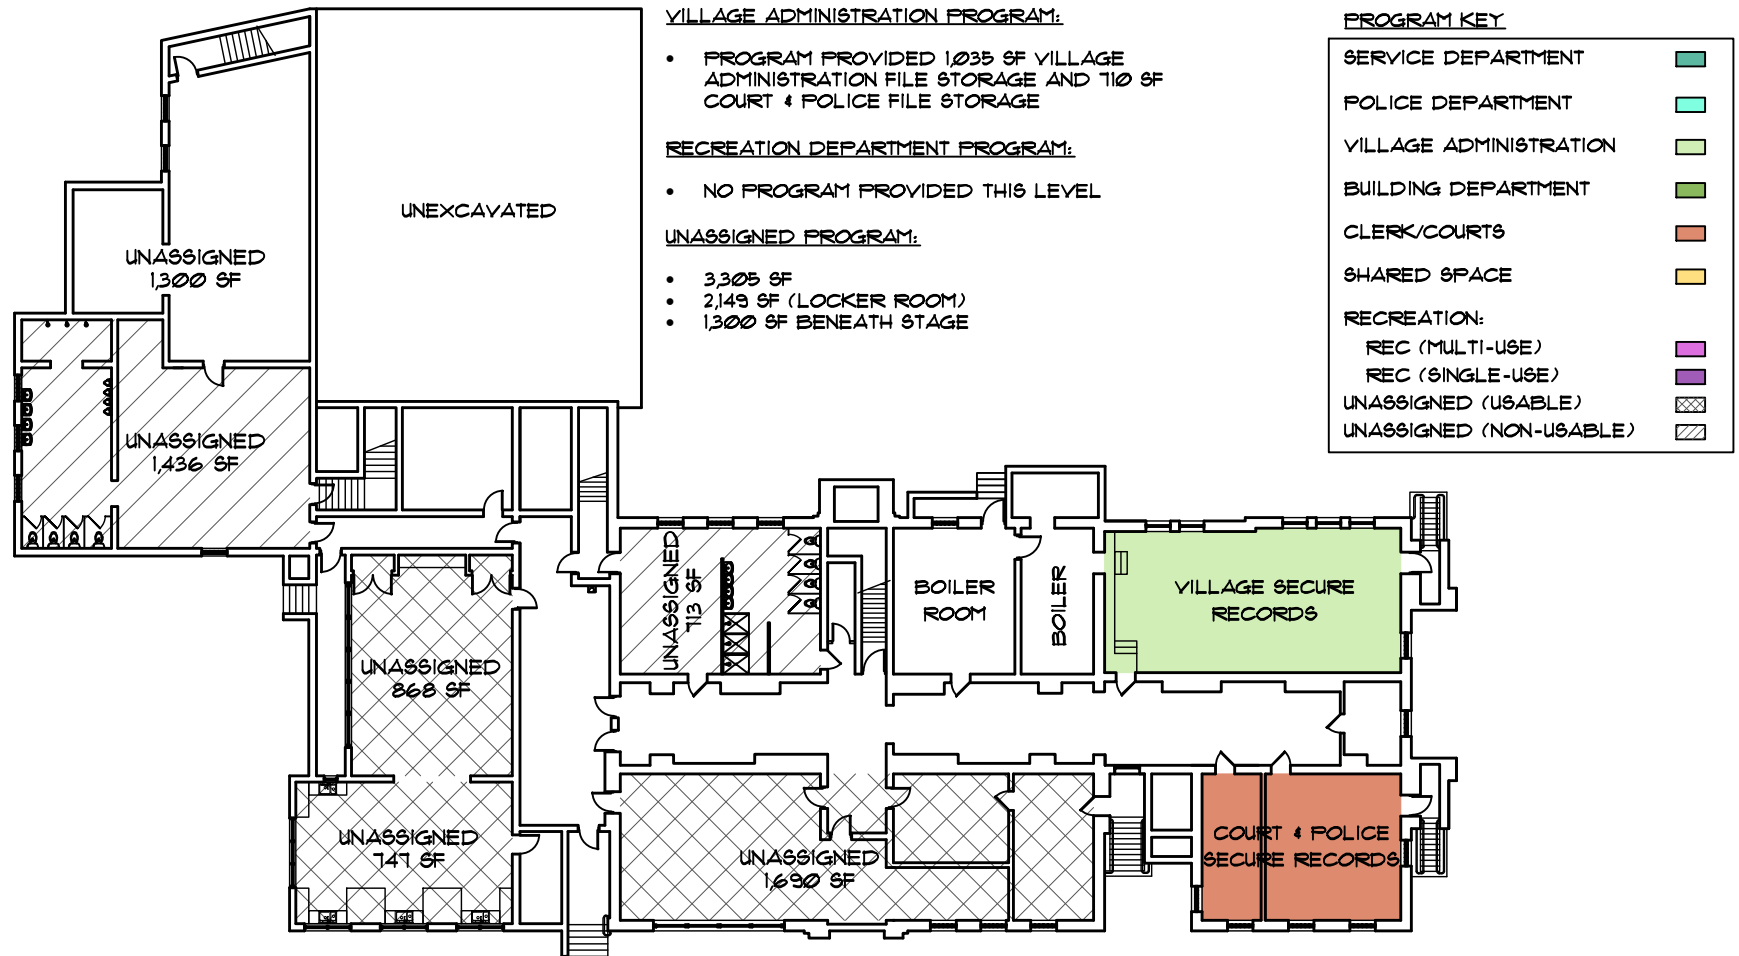 VILLAGE ADMINISTRATION PROGRAM:
• PROGRAM PROVIDED 1,035 SF VILLAGE
ADMINISTRATION FILE STORAGE AND 710 SF
COURT & POLICE FILE STORAGE
RECREATION DEPARTMENT PROGRAM:
• NO PROGRAM PROVIDED THIS LEVEL
UNASSIGNED PROGRAM:
• 3,305 SF
• 2,149 SF (LOCKER ROOM)
• 1,300 SF BENEATH STAGE
PROGRAM KEY
SERVICE DEPARTMENT
POLICE DEPARTMENT
VILLAGE ADMINISTRATION
BUILDING DEPARTMENT
CLERK/COURTS
SHARED SPACE
RECREATION:
REC (MULTI-USE)
REC (SINGLE-USE)
UNASSIGNED (USABLE)
UNASSIGNED (NON-USABLE)
UNEXCAVATED
UNASSIGNED
1,300 SF
UNASSIGNED
1,436 SF
UNASSIGNED
713 SF
BOILER
ROOM
BOILER
VILLAGE SECURE
RECORDS
UNASSIGNED
868 SF
UNASSIGNED
747 SF
UNASSIGNED
1,690 SF
COURT & POLICE
SECURE RECORDS